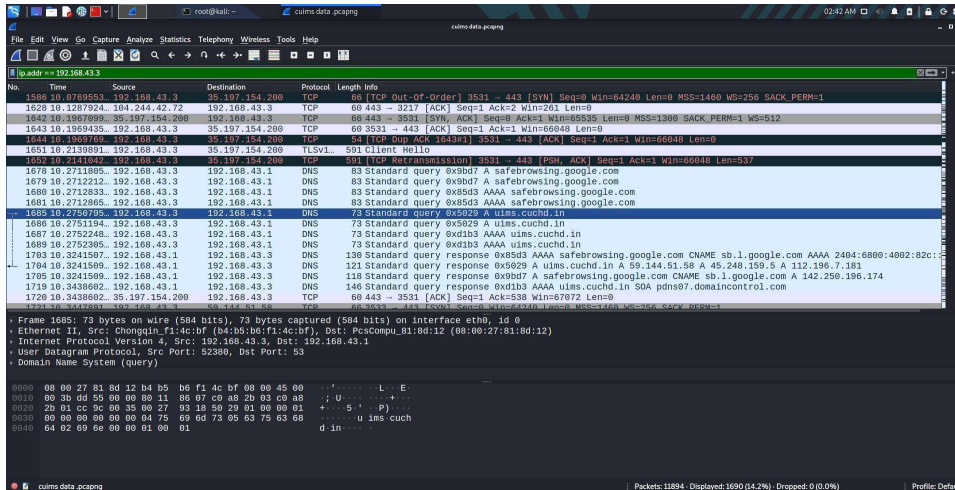 root@kali: ~
cuims data.pcapng
02:42 AM
cuims data.pcapng
File Edit View Go Capture Analyze Statistics Telephony Wireless Tools Help
ip.addr == 192.168.43.3
No. Time Source Destination Protocol Length Info
1586 10.0769553… 192.168.43.3 35.197.154.200 TCP 66 [TCP Out-Of-Order] 3531 → 443 [SYN] Seq=0 Win=64240 Len=0 MSS=1460 WS=256 SACK_PERM=1
1628 10.1287924… 104.244.42.72 192.168.43.3 TCP 60 443 → 3217 [ACK] Seq=1 Ack=2 Win=261 Len=0
1642 10.1967099… 35.197.154.200 192.168.43.3 TCP 66 443 → 3531 [SYN, ACK] Seq=0 Ack=1 Win=65535 Len=0 MSS=1300 SACK_PERM=1 WS=512
1643 10.1969435… 192.168.43.3 35.197.154.200 TCP 60 3531 → 443 [ACK] Seq=1 Ack=1 Win=66048 Len=0
1644 10.1969769… 192.168.43.3 35.197.154.200 TCP 54 [TCP Dup ACK 1643#1] 3531 → 443 [ACK] Seq=1 Ack=1 Win=66048 Len=0
1651 10.2139891… 192.168.43.3 35.197.154.200 TLSv1… 591 Client Hello
1652 10.2141042… 192.168.43.3 35.197.154.200 TCP 591 [TCP Retransmission] 3531 → 443 [PSH, ACK] Seq=1 Ack=1 Win=66048 Len=537
1678 10.2711805… 192.168.43.3 192.168.43.1 DNS 83 Standard query 0x9bd7 A safebrowsing.google.com
1679 10.2712212… 192.168.43.3 192.168.43.1 DNS 83 Standard query 0x9bd7 A safebrowsing.google.com
1680 10.2712833… 192.168.43.3 192.168.43.1 DNS 83 Standard query 0x85d3 AAAA safebrowsing.google.com
1681 10.2712865… 192.168.43.3 192.168.43.1 DNS 83 Standard query 0x85d3 AAAA safebrowsing.google.com
1685 10.2750795… 192.168.43.3 192.168.43.1 DNS 73 Standard query 0x5029 A uims.cuchd.in
1686 10.2751194… 192.168.43.3 192.168.43.1 DNS 73 Standard query 0x5029 A uims.cuchd.in
1687 10.2752248… 192.168.43.3 192.168.43.1 DNS 73 Standard query 0xd1b3 AAAA uims.cuchd.in
1689 10.2752305… 192.168.43.3 192.168.43.1 DNS 73 Standard query 0xd1b3 AAAA uims.cuchd.in
1703 10.3241507… 192.168.43.1 192.168.43.3 DNS 130 Standard query response 0x85d3 AAAA safebrowsing.google.com CNAME sb.l.google.com AAAA 2404:6800:4002:82c::
1704 10.3241509… 192.168.43.1 192.168.43.3 DNS 121 Standard query response 0x5029 A uims.cuchd.in A 59.144.51.58 A 45.248.159.5 A 112.196.7.181
1705 10.3241509… 192.168.43.1 192.168.43.3 DNS 118 Standard query response 0x9bd7 A safebrowsing.google.com CNAME sb.l.google.com A 142.250.196.174
1719 10.3438602… 192.168.43.1 192.168.43.3 DNS 146 Standard query response 0xd1b3 AAAA uims.cuchd.in SOA pdns07.domaincontrol.com
1720 10.3438602… 35.197.154.200 192.168.43.3 TCP 60 443 → 3531 [ACK] Seq=1 Ack=538 Win=67072 Len=0
Frame 1685: 73 bytes on wire (584 bits), 73 bytes captured (584 bits) on interface eth0, id 0
Ethernet II, Src: Chongqin_f1:4c:bf (b4:b5:b6:f1:4c:bf), Dst: PcsCompu_81:8d:12 (08:00:27:81:8d:12)
Internet Protocol Version 4, Src: 192.168.43.3, Dst: 192.168.43.1
User Datagram Protocol, Src Port: 52380, Dst Port: 53
Domain Name System (query)
0000 08 00 27 81 8d 12 b4 b5 b6 f1 4c bf 08 00 45 00 ··'····· ··L···E·
0010 00 3b dd 55 00 00 80 11 86 07 c0 a8 2b 03 c0 a8 ·;·U···· ····+···
0020 2b 01 cc 9c 00 35 00 27 93 18 50 29 01 00 00 01 +····5·' ··P)····
0030 00 00 00 00 00 00 04 75 69 6d 73 05 63 75 63 68 ·······u ims·cuch
0040 64 02 69 6e 00 00 01 00 01 d·in···· ·
cuims data .pcapng
Packets: 11894 · Displayed: 1690 (14.2%) · Dropped: 0 (0.0%)
Profile: Defau